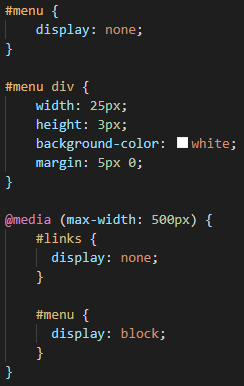 #menu {
    display: none;
}

#menu div {
    width: 25px;
    height: 3px;
    background-color: white;
    margin: 5px 0;
}

@media (max-width: 500px) {
    #links {
      display: none;
    }

    #menu {
      display: block;
    }
}